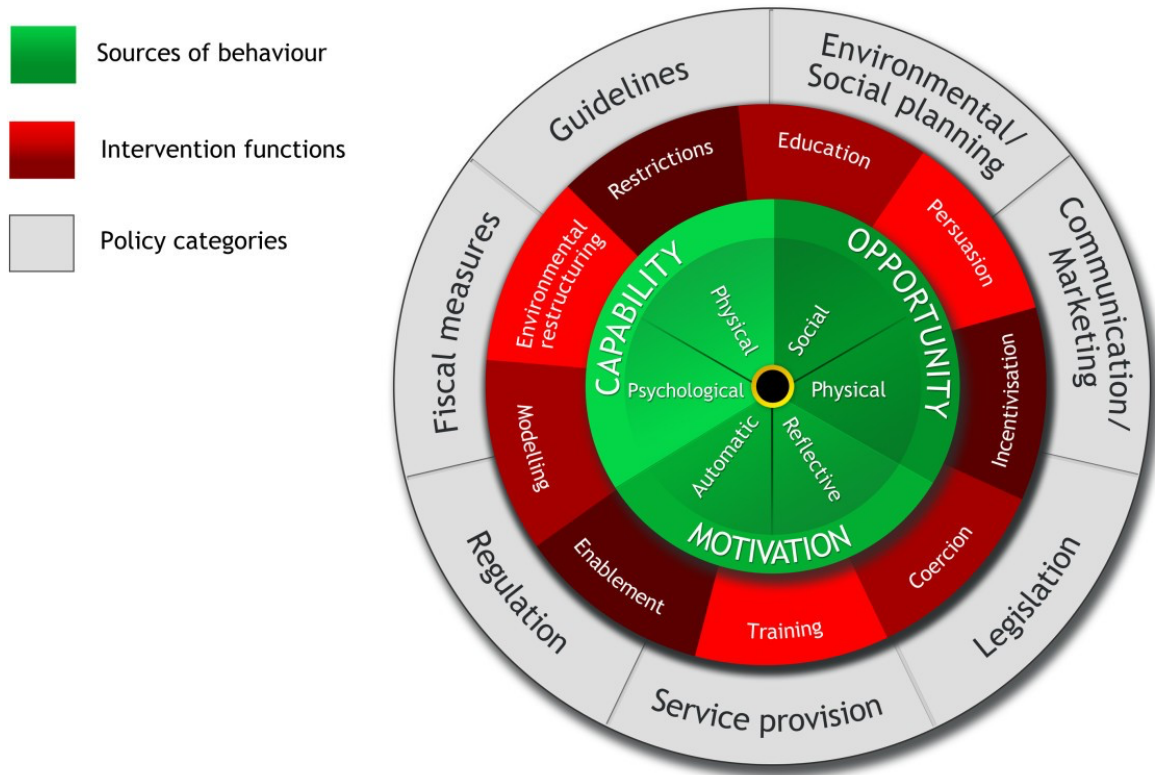 Sources of behaviour
Intervention functions
Policy categories
Guidelines
Environmental/
Social planning
Communication/
Marketing
Legislation
Service provision
Regulation
Fiscal measures
Restrictions
Education
Persuasion
Incentivisation
Coercion
Training
Enablement
Modelling
Environmental
restructuring
CAPABILITY
OPPORTUNITY
MOTIVATION
Physical
Social
Psychological
Physical
Automatic
Reflective